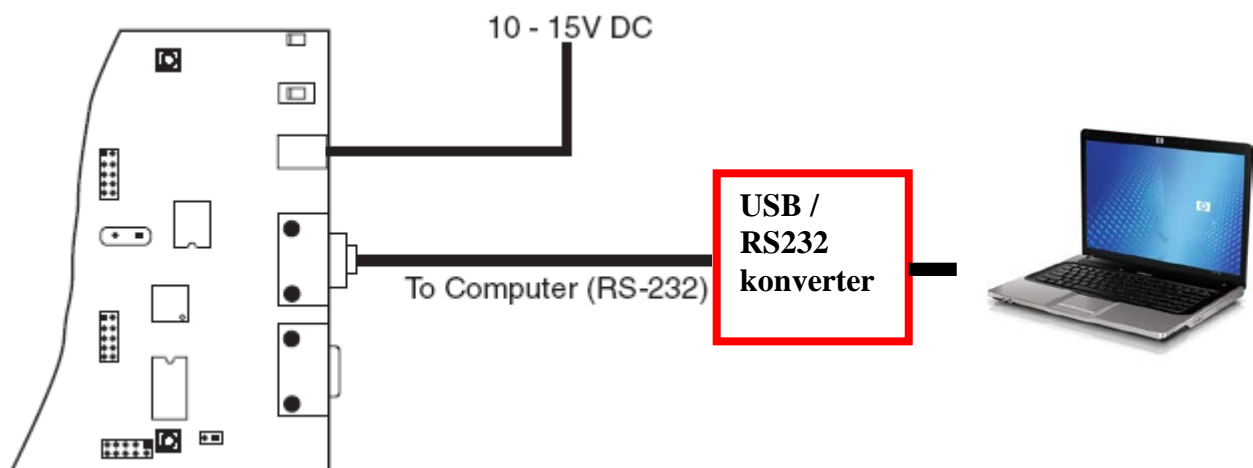 10 - 15V DC
USB /
RS232
konverter
To Computer (RS-232)